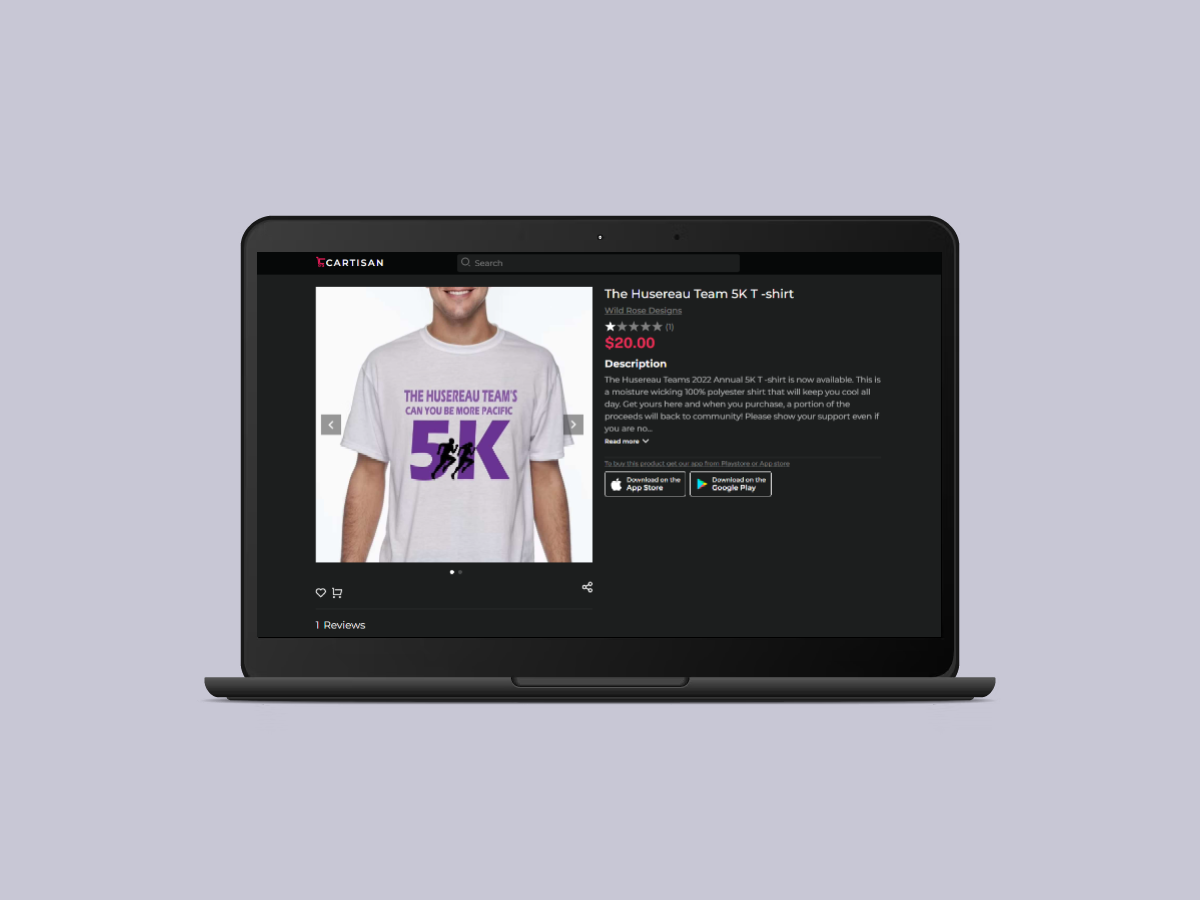 CARTISAN
Search
THE HUSEREAU TEAM'S
CAN YOU BE MORE PACIFIC
5K
The Husereau Team 5K T -shirt
Wild Rose Designs
(1)
$20.00
Description
The Husereau Teams 2022 Annual 5K T -shirt is now available. This is
a moisture wicking 100% polyester shirt that will keep you cool all
day. Get yours here and when you purchase, a portion of the
proceeds will back to community! Please show your support even if
you are no...
Read more
To buy this product get our app from Playstore or App store
Download on the
App Store
Download on the
Google Play
1 Reviews